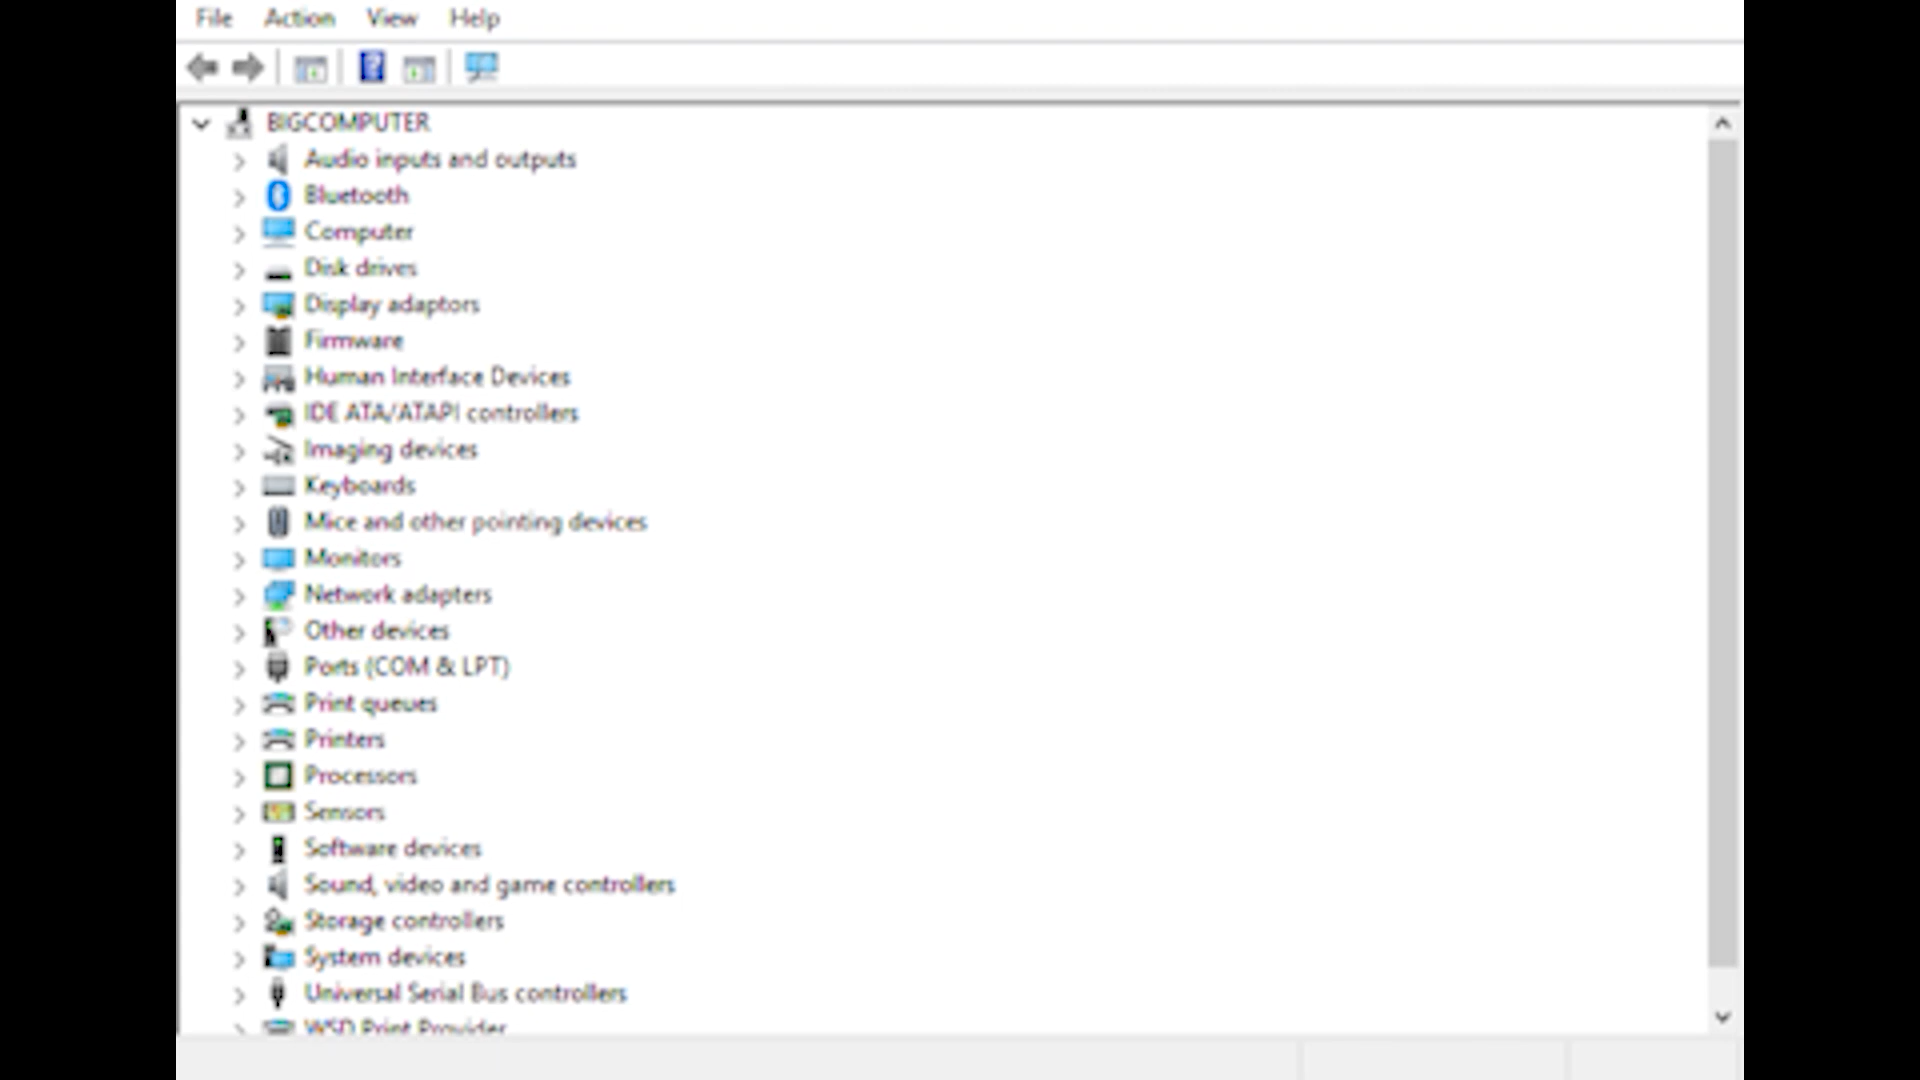 File Action View Help
BIGCOMPUTER
Audio inputs and outputs
Bluetooth
Computer
Disk drives
Display adaptors
Firmware
Human Interface Devices
IDE ATA/ATAPI controllers
Imaging devices
Keyboards
Mice and other pointing devices
Monitors
Network adapters
Other devices
Ports (COM & LPT)
Print queues
Printers
Processors
Sensors
Software devices
Sound, video and game controllers
Storage controllers
System devices
Universal Serial Bus controllers
WSD Print Provider